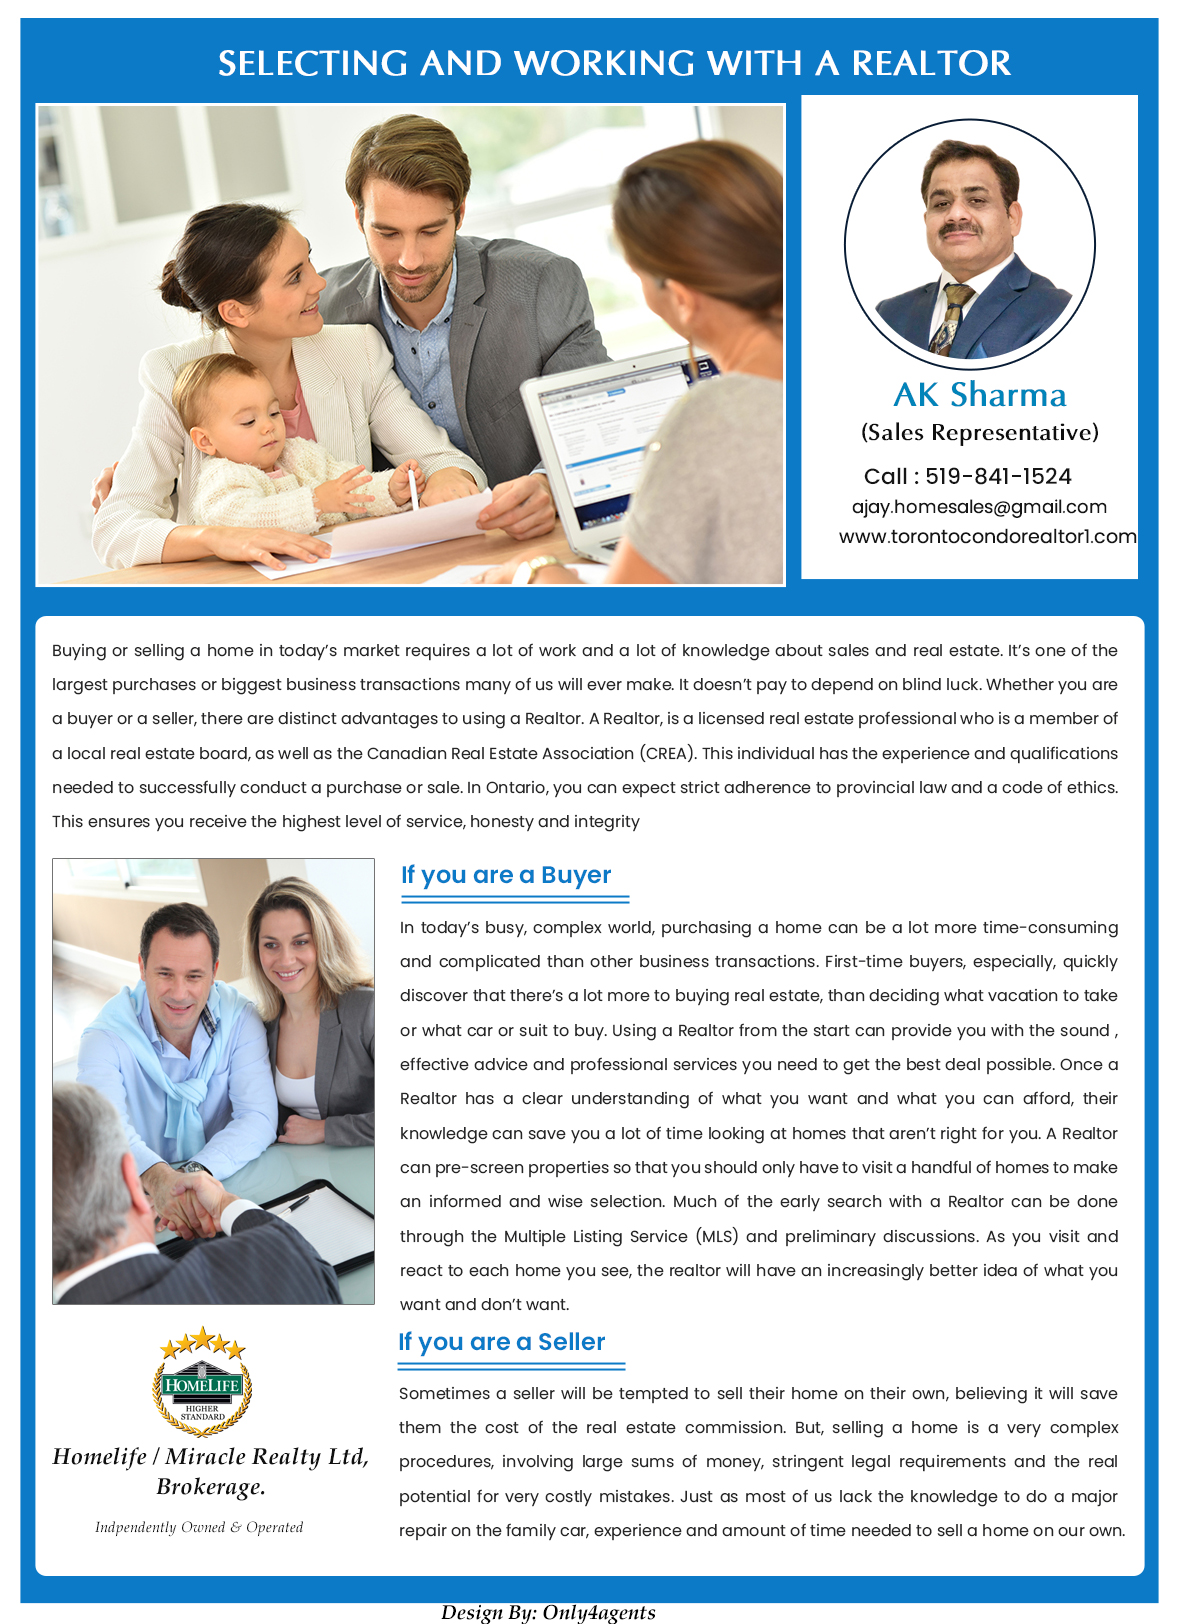 SELECTING AND WORKING WITH A REALTOR
AK Sharma
(Sales Representative)
Call : 519-841-1524
ajay.homesales@gmail.com
www.torontocondorealtor1.com
Buying or selling a home in today’s market requires a lot of work and a lot of knowledge about sales and real estate. It’s one of the
largest purchases or biggest business transactions many of us will ever make. It doesn’t pay to depend on blind luck. Whether you are
a buyer or a seller, there are distinct advantages to using a Realtor. A Realtor, is a licensed real estate professional who is a member of
a local real estate board, as well as the Canadian Real Estate Association (CREA). This individual has the experience and qualifications
needed to successfully conduct a purchase or sale. In Ontario, you can expect strict adherence to provincial law and a code of ethics.
This ensures you receive the highest level of service, honesty and integrity
If you are a Buyer
In today’s busy, complex world, purchasing a home can be a lot more time-consuming
and complicated than other business transactions. First-time buyers, especially, quickly
discover that there’s a lot more to buying real estate, than deciding what vacation to take
or what car or suit to buy. Using a Realtor from the start can provide you with the sound ,
effective advice and professional services you need to get the best deal possible. Once a
Realtor has a clear understanding of what you want and what you can afford, their
knowledge can save you a lot of time looking at homes that aren’t right for you. A Realtor
can pre-screen properties so that you should only have to visit a handful of homes to make
an informed and wise selection. Much of the early search with a Realtor can be done
through the Multiple Listing Service (MLS) and preliminary discussions. As you visit and
react to each home you see, the realtor will have an increasingly better idea of what you
want and don’t want.
If you are a Seller
Sometimes a seller will be tempted to sell their home on their own, believing it will save
them the cost of the real estate commission. But, selling a home is a very complex
procedures, involving large sums of money, stringent legal requirements and the real
potential for very costly mistakes. Just as most of us lack the knowledge to do a major
repair on the family car, experience and amount of time needed to sell a home on our own.
HOMELIFE
HIGHER
STANDARD
Homelife / Miracle Realty Ltd,
Brokerage.
Indpendently Owned & Operated
Design By: Only4agents